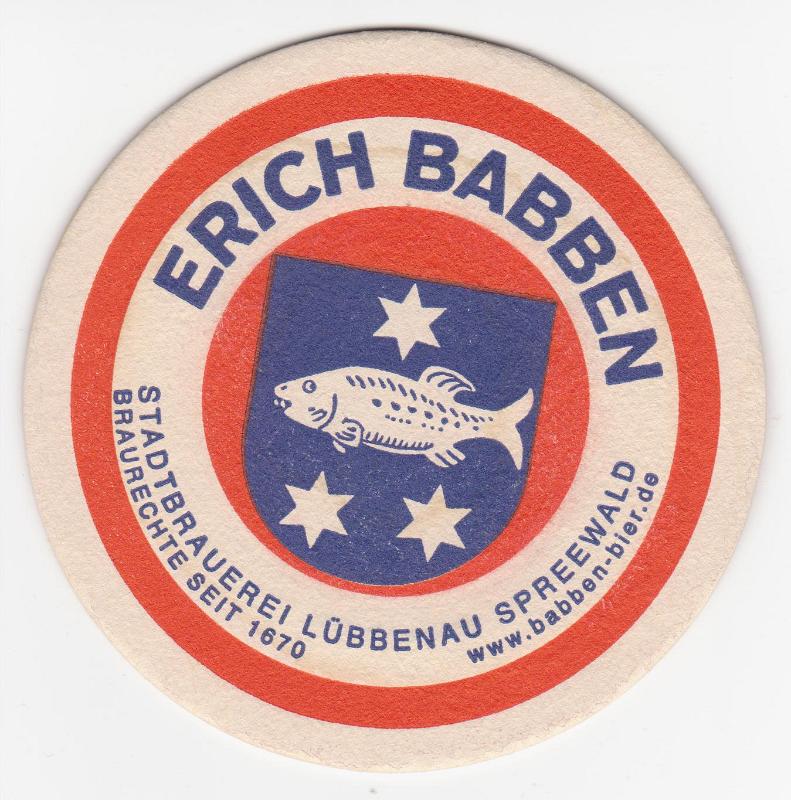 ERICH BABBEN
STADTBRAUEREI LÜBBENAU SPREEWALD
BRAURECHTE SEIT 1670
www.babben-bier.de